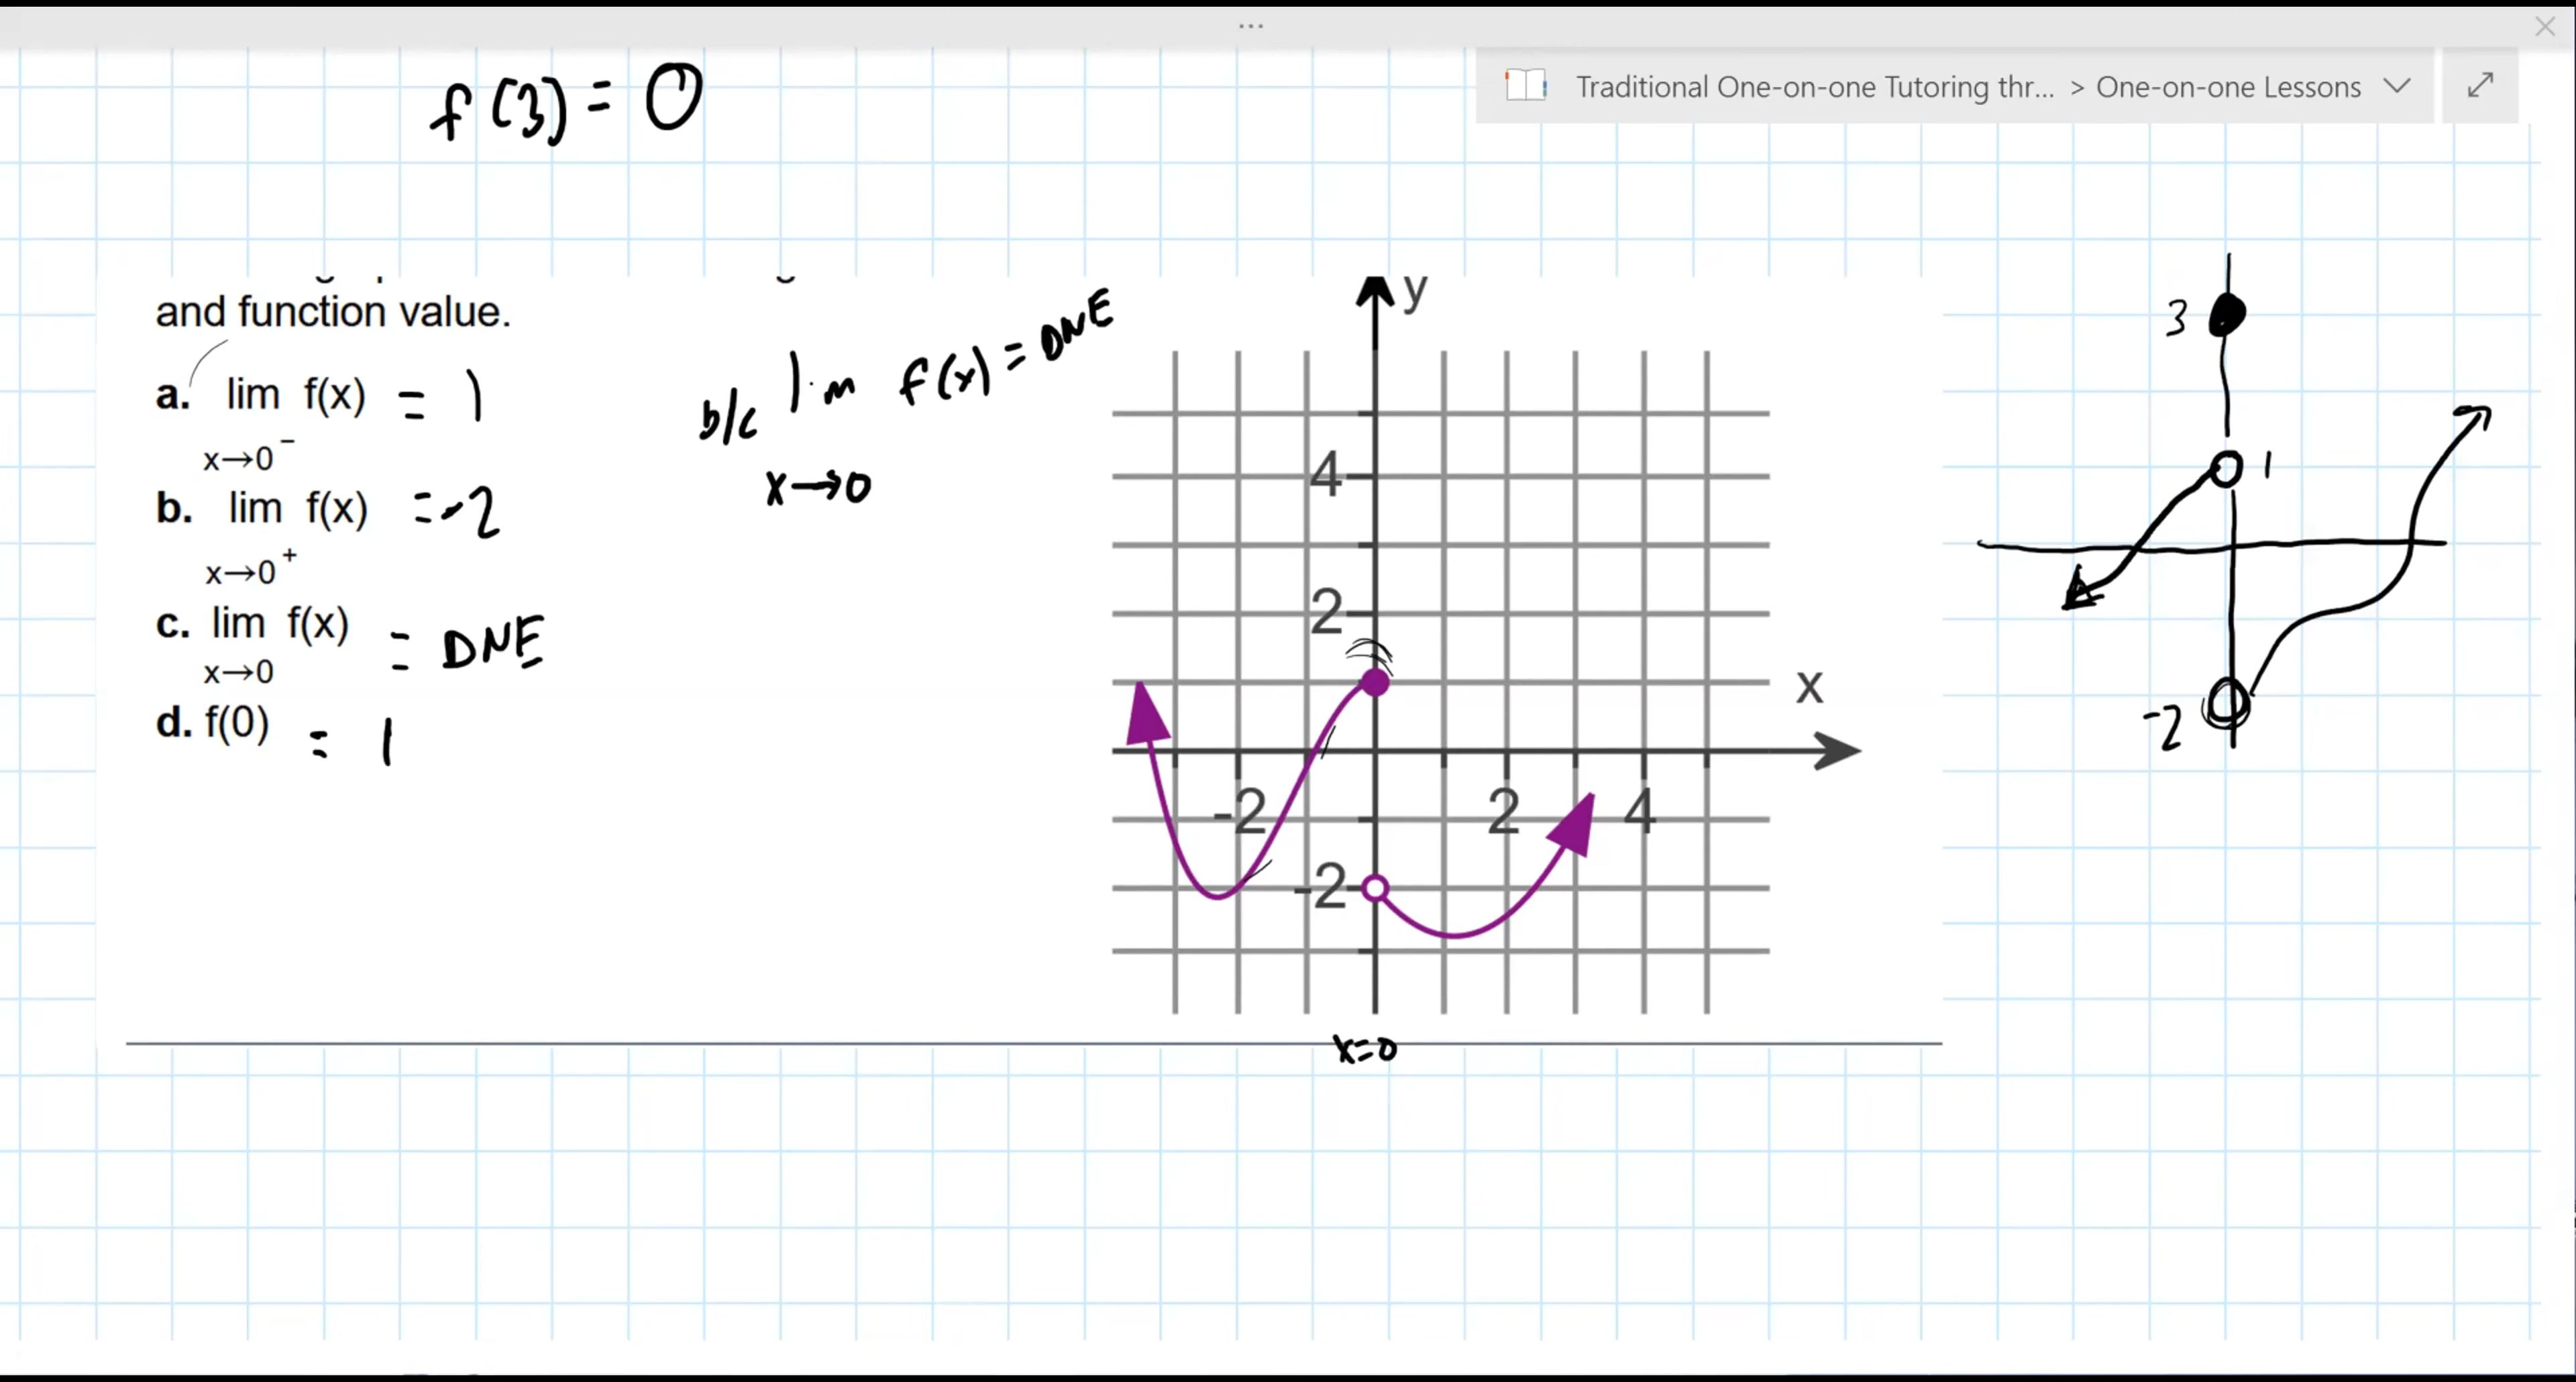 ...
Traditional One-on-one Tutoring thr... > One-on-one Lessons
f(3) = 0
and function value.
a. lim f(x) = 1
x→0⁻
b. lim f(x) = -2
x→0⁺
c. lim f(x) = DNE
x→0
d. f(0) = 1
b/c lim f(x) = DNE
x→0
y
4
2
x
-2 2 4
-2
x=0
3
1
-2